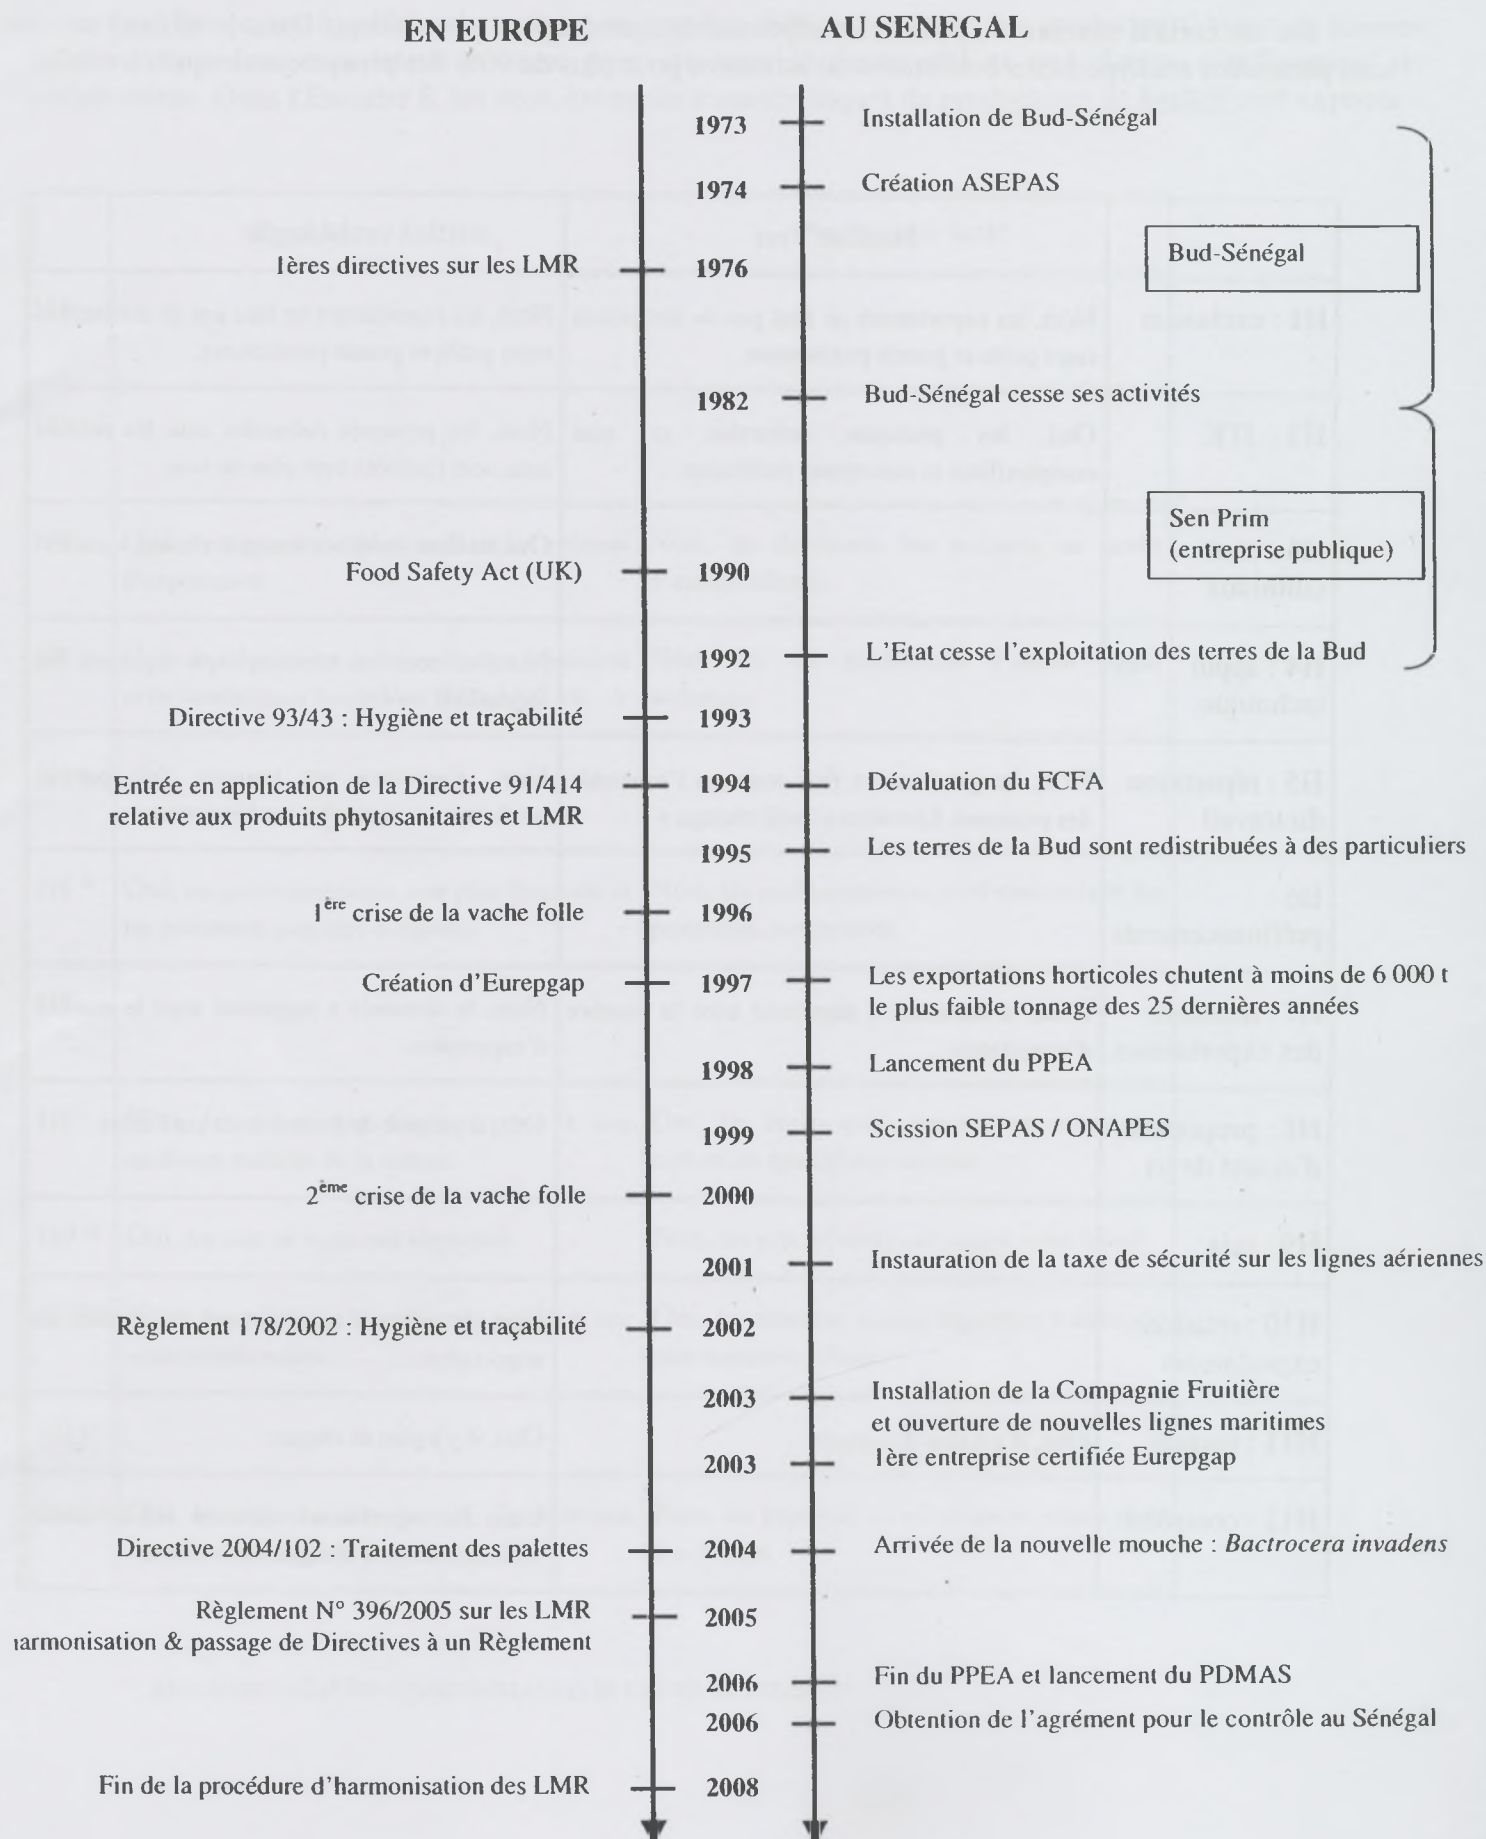 EN EUROPE
AU SENEGAL
1973
Installation de Bud-Sénégal
1974
Création ASEPAS
Bud-Sénégal
1ères directives sur les LMR
1976
1982
Bud-Sénégal cesse ses activités
Sen Prim
(entreprise publique)
Food Safety Act (UK)
1990
1992
L'Etat cesse l'exploitation des terres de la Bud
Directive 93/43 : Hygiène et traçabilité
1993
Entrée en application de la Directive 91/414
relative aux produits phytosanitaires et LMR
1994
Dévaluation du FCFA
1995
Les terres de la Bud sont redistribuées à des particuliers
1ère crise de la vache folle
1996
Création d'Eurepgap
1997
Les exportations horticoles chutent à moins de 6 000 t
le plus faible tonnage des 25 dernières années
1998
Lancement du PPEA
1999
Scission SEPAS / ONAPES
2ème crise de la vache folle
2000
2001
Instauration de la taxe de sécurité sur les lignes aériennes
Règlement 178/2002 : Hygiène et traçabilité
2002
2003
Installation de la Compagnie Fruitière
et ouverture de nouvelles lignes maritimes
2003
1ère entreprise certifiée Eurepgap
Directive 2004/102 : Traitement des palettes
2004
Arrivée de la nouvelle mouche : Bactrocera invadens
Règlement N° 396/2005 sur les LMR
armonisation & passage de Directives à un Règlement
2005
2006
Fin du PPEA et lancement du PDMAS
2006
Obtention de l'agrément pour le contrôle au Sénégal
Fin de la procédure d'harmonisation des LMR
2008